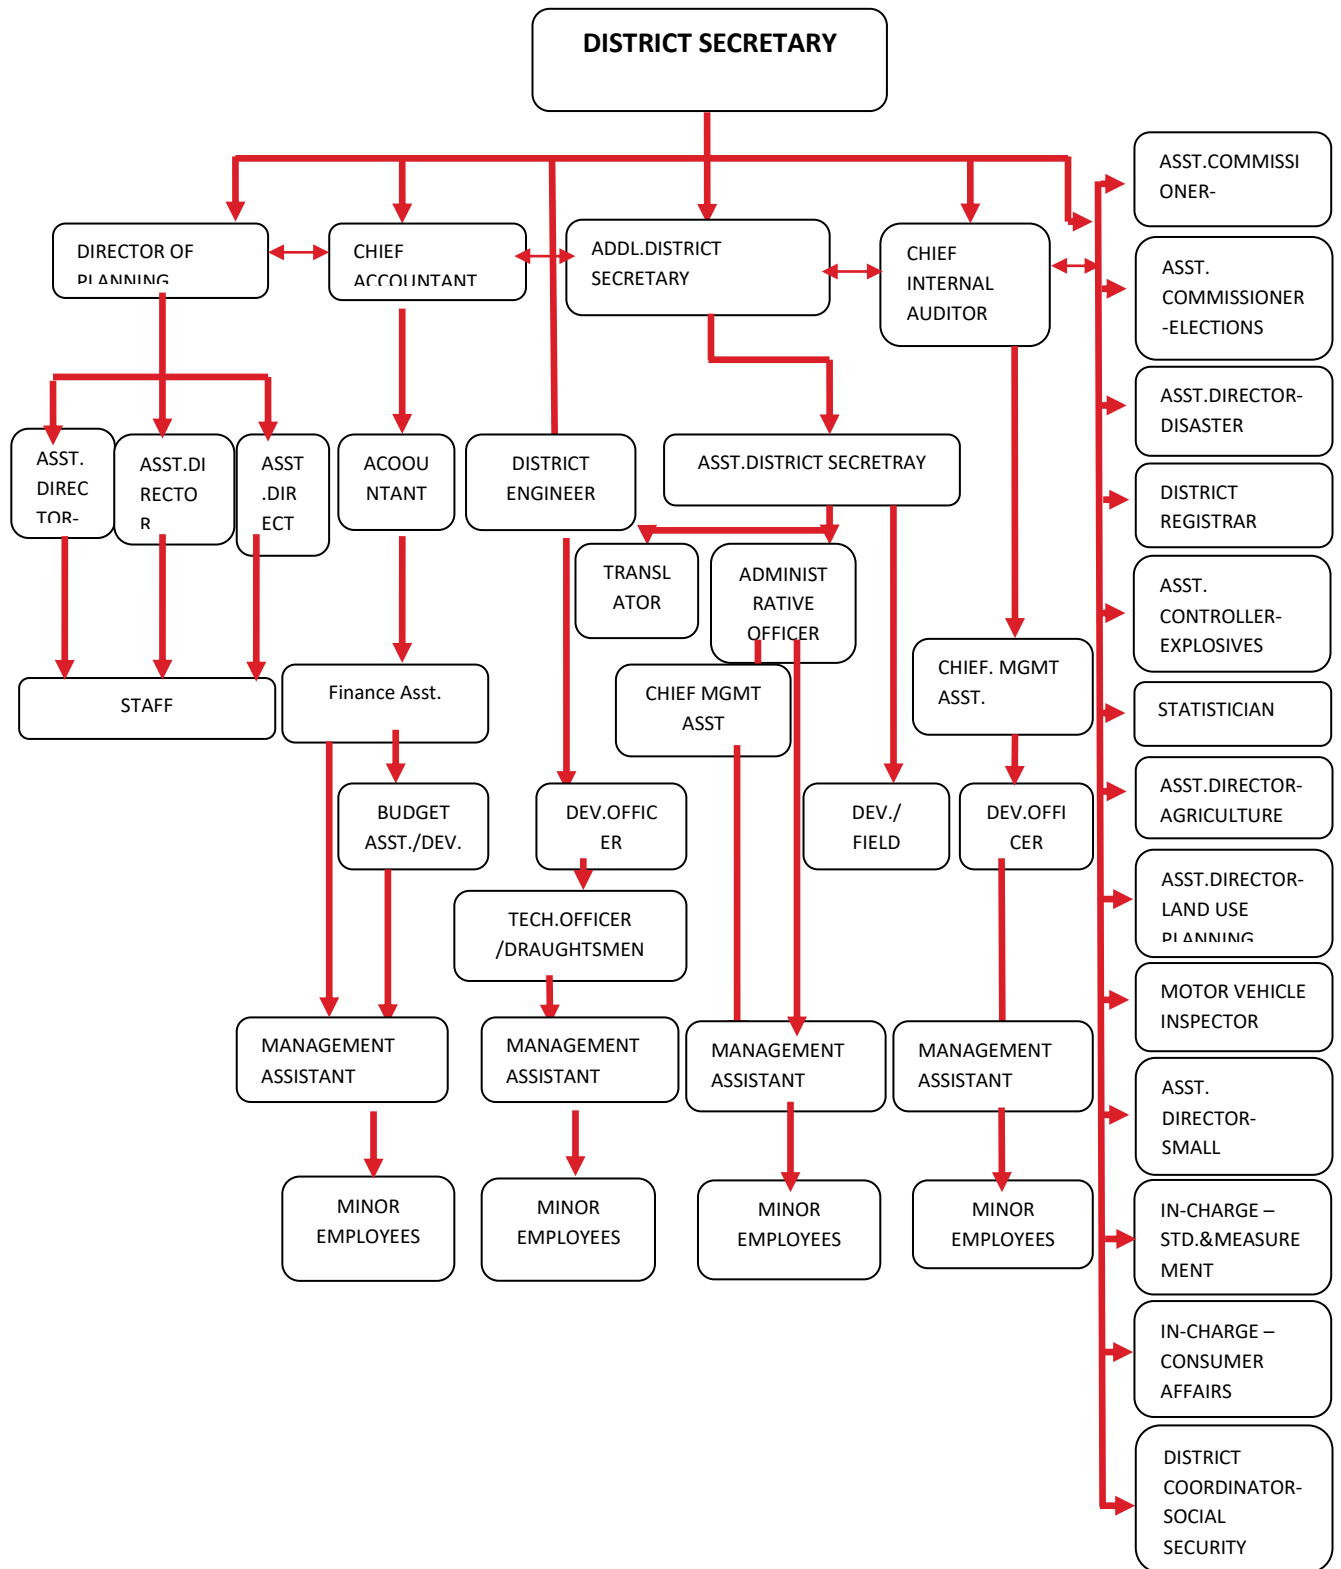 DISTRICT SECRETARY
DIRECTOR OF
PLANNING
CHIEF
ACCOUNTANT
ADDL.DISTRICT
SECRETARY
CHIEF
INTERNAL
AUDITOR
ASST.
DIREC
TOR-
ASST.DI
RECTO
R
ASST
.DIR
ECT
ACOOU
NTANT
DISTRICT
ENGINEER
ASST.DISTRICT SECRETRAY
TRANSL
ATOR
ADMINIST
RATIVE
OFFICER
STAFF
Finance Asst.
CHIEF MGMT
ASST
CHIEF. MGMT
ASST.
BUDGET
ASST./DEV.
DEV.OFFIC
ER
DEV./
FIELD
DEV.OFFI
CER
TECH.OFFICER
/DRAUGHTSMEN
MANAGEMENT
ASSISTANT
MANAGEMENT
ASSISTANT
MANAGEMENT
ASSISTANT
MANAGEMENT
ASSISTANT
MINOR
EMPLOYEES
MINOR
EMPLOYEES
MINOR
EMPLOYEES
MINOR
EMPLOYEES
ASST.COMMISSI
ONER-
ASST.
COMMISSIONER
-ELECTIONS
ASST.DIRECTOR-
DISASTER
DISTRICT
REGISTRAR
ASST.
CONTROLLER-
EXPLOSIVES
STATISTICIAN
ASST.DIRECTOR-
AGRICULTURE
ASST.DIRECTOR-
LAND USE
PLANNING
MOTOR VEHICLE
INSPECTOR
ASST.
DIRECTOR-
SMALL
IN-CHARGE –
STD.&MEASURE
MENT
IN-CHARGE –
CONSUMER
AFFAIRS
DISTRICT
COORDINATOR-
SOCIAL
SECURITY